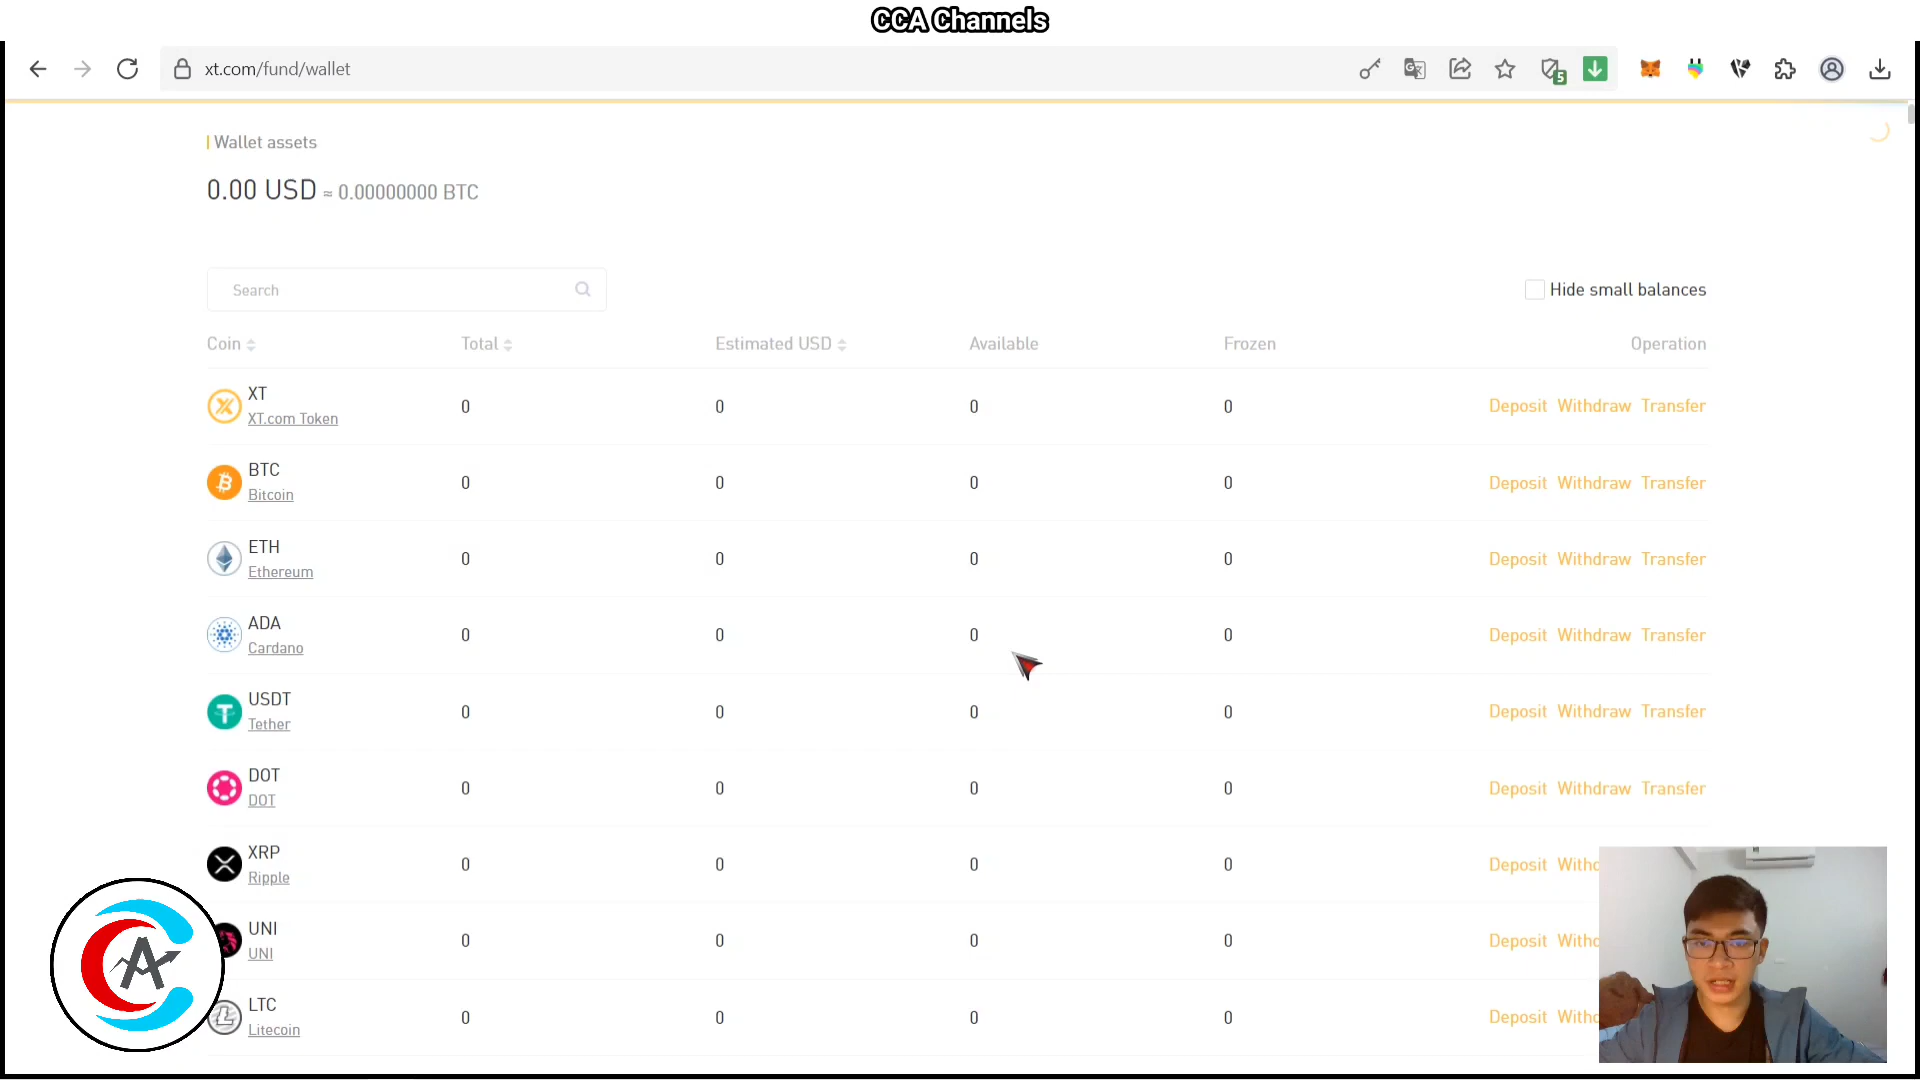 CCA Channels
xt.com/fund/wallet
5
Wallet assets
0.00 USD ≈ 0.00000000 BTC
Search
Hide small balances
Coin Total Estimated USD Available Frozen Operation
XT
XT.com Token
0 0 0 0 Deposit Withdraw Transfer
BTC
Bitcoin
0 0 0 0 Deposit Withdraw Transfer
ETH
Ethereum
0 0 0 0 Deposit Withdraw Transfer
ADA
Cardano
0 0 0 0 Deposit Withdraw Transfer
USDT
Tether
0 0 0 0 Deposit Withdraw Transfer
DOT
DOT
0 0 0 0 Deposit Withdraw Transfer
XRP
Ripple
0 0 0 0 Deposit Withd
UNI
UNI
0 0 0 0 Deposit Withd
LTC
Litecoin
0 0 0 0 Deposit Withd
CCA